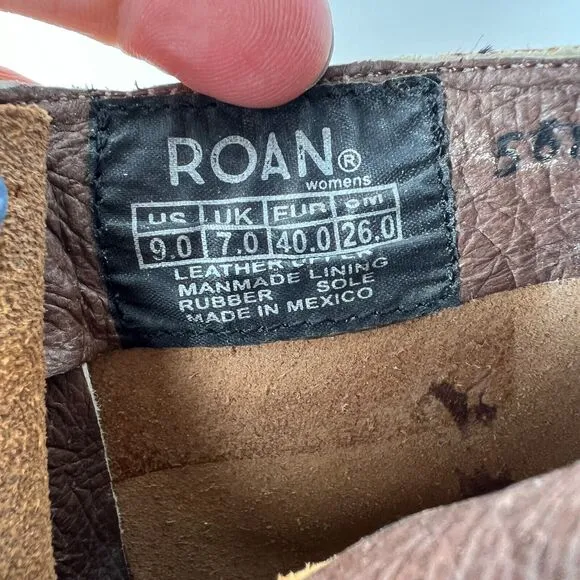 ROAN®
womens
US UK EUR CM
9.0 7.0 40.0 26.0
LEATHER UPPER
MANMADE LINING
RUBBER SOLE
MADE IN MEXICO